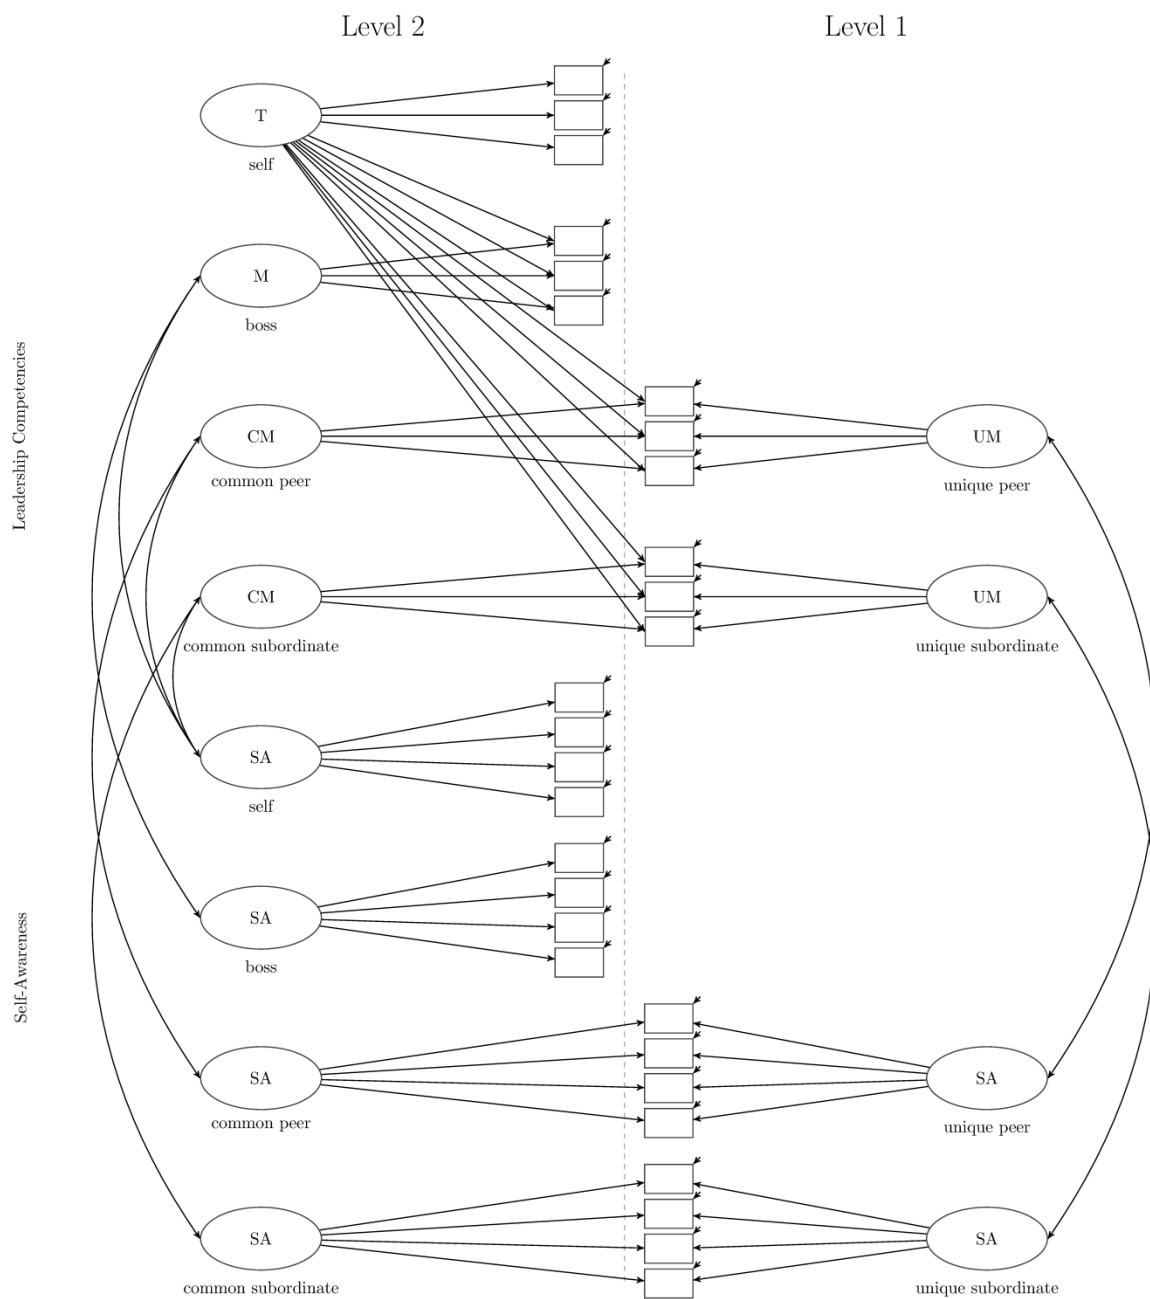 Level 2
Level 1
T
self
M
boss
Leadership Competencies
CM
common peer
UM
unique peer
CM
common subordinate
UM
unique subordinate
SA
self
SA
boss
Self-Awareness
SA
common peer
SA
unique peer
SA
common subordinate
SA
unique subordinate